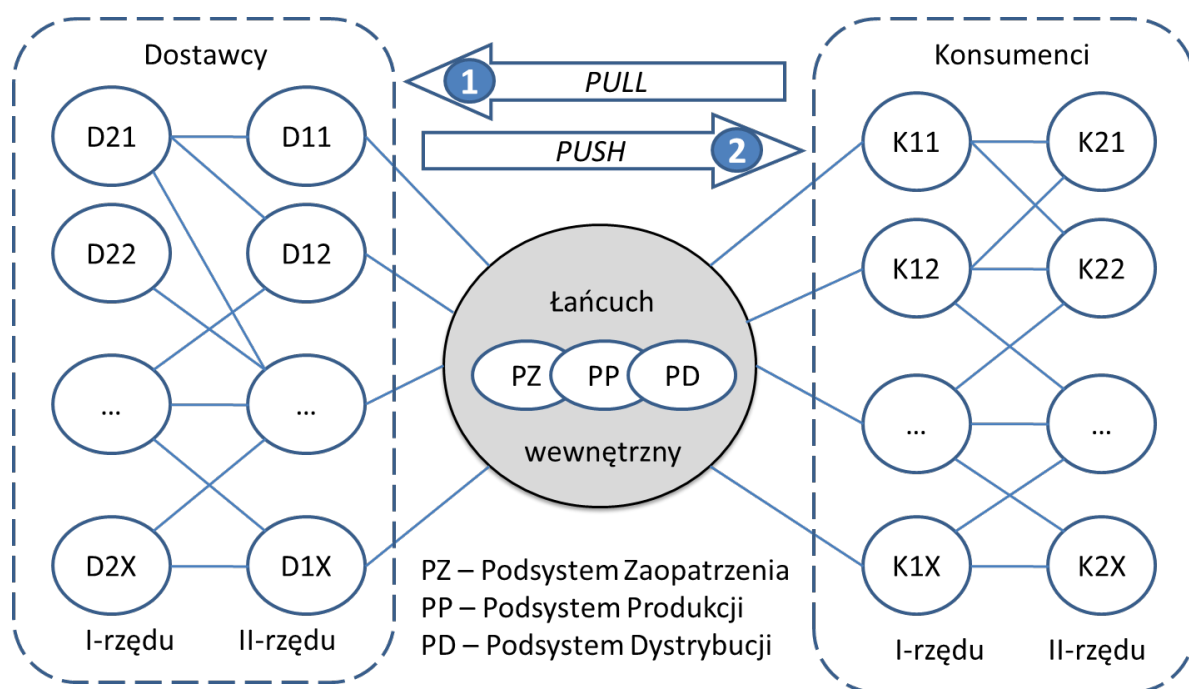 Dostawcy
Konsumenci
1 PULL
PUSH 2
D21 D11
K11 K21
D22 D12
K12 K22
Łańcuch
PZ PP PD
... ...
... ...
wewnętrzny
D2X D1X
K1X K2X
PZ – Podsystem Zaopatrzenia
PP – Podsystem Produkcji
PD – Podsystem Dystrybucji
I-rzędu II-rzędu
I-rzędu II-rzędu